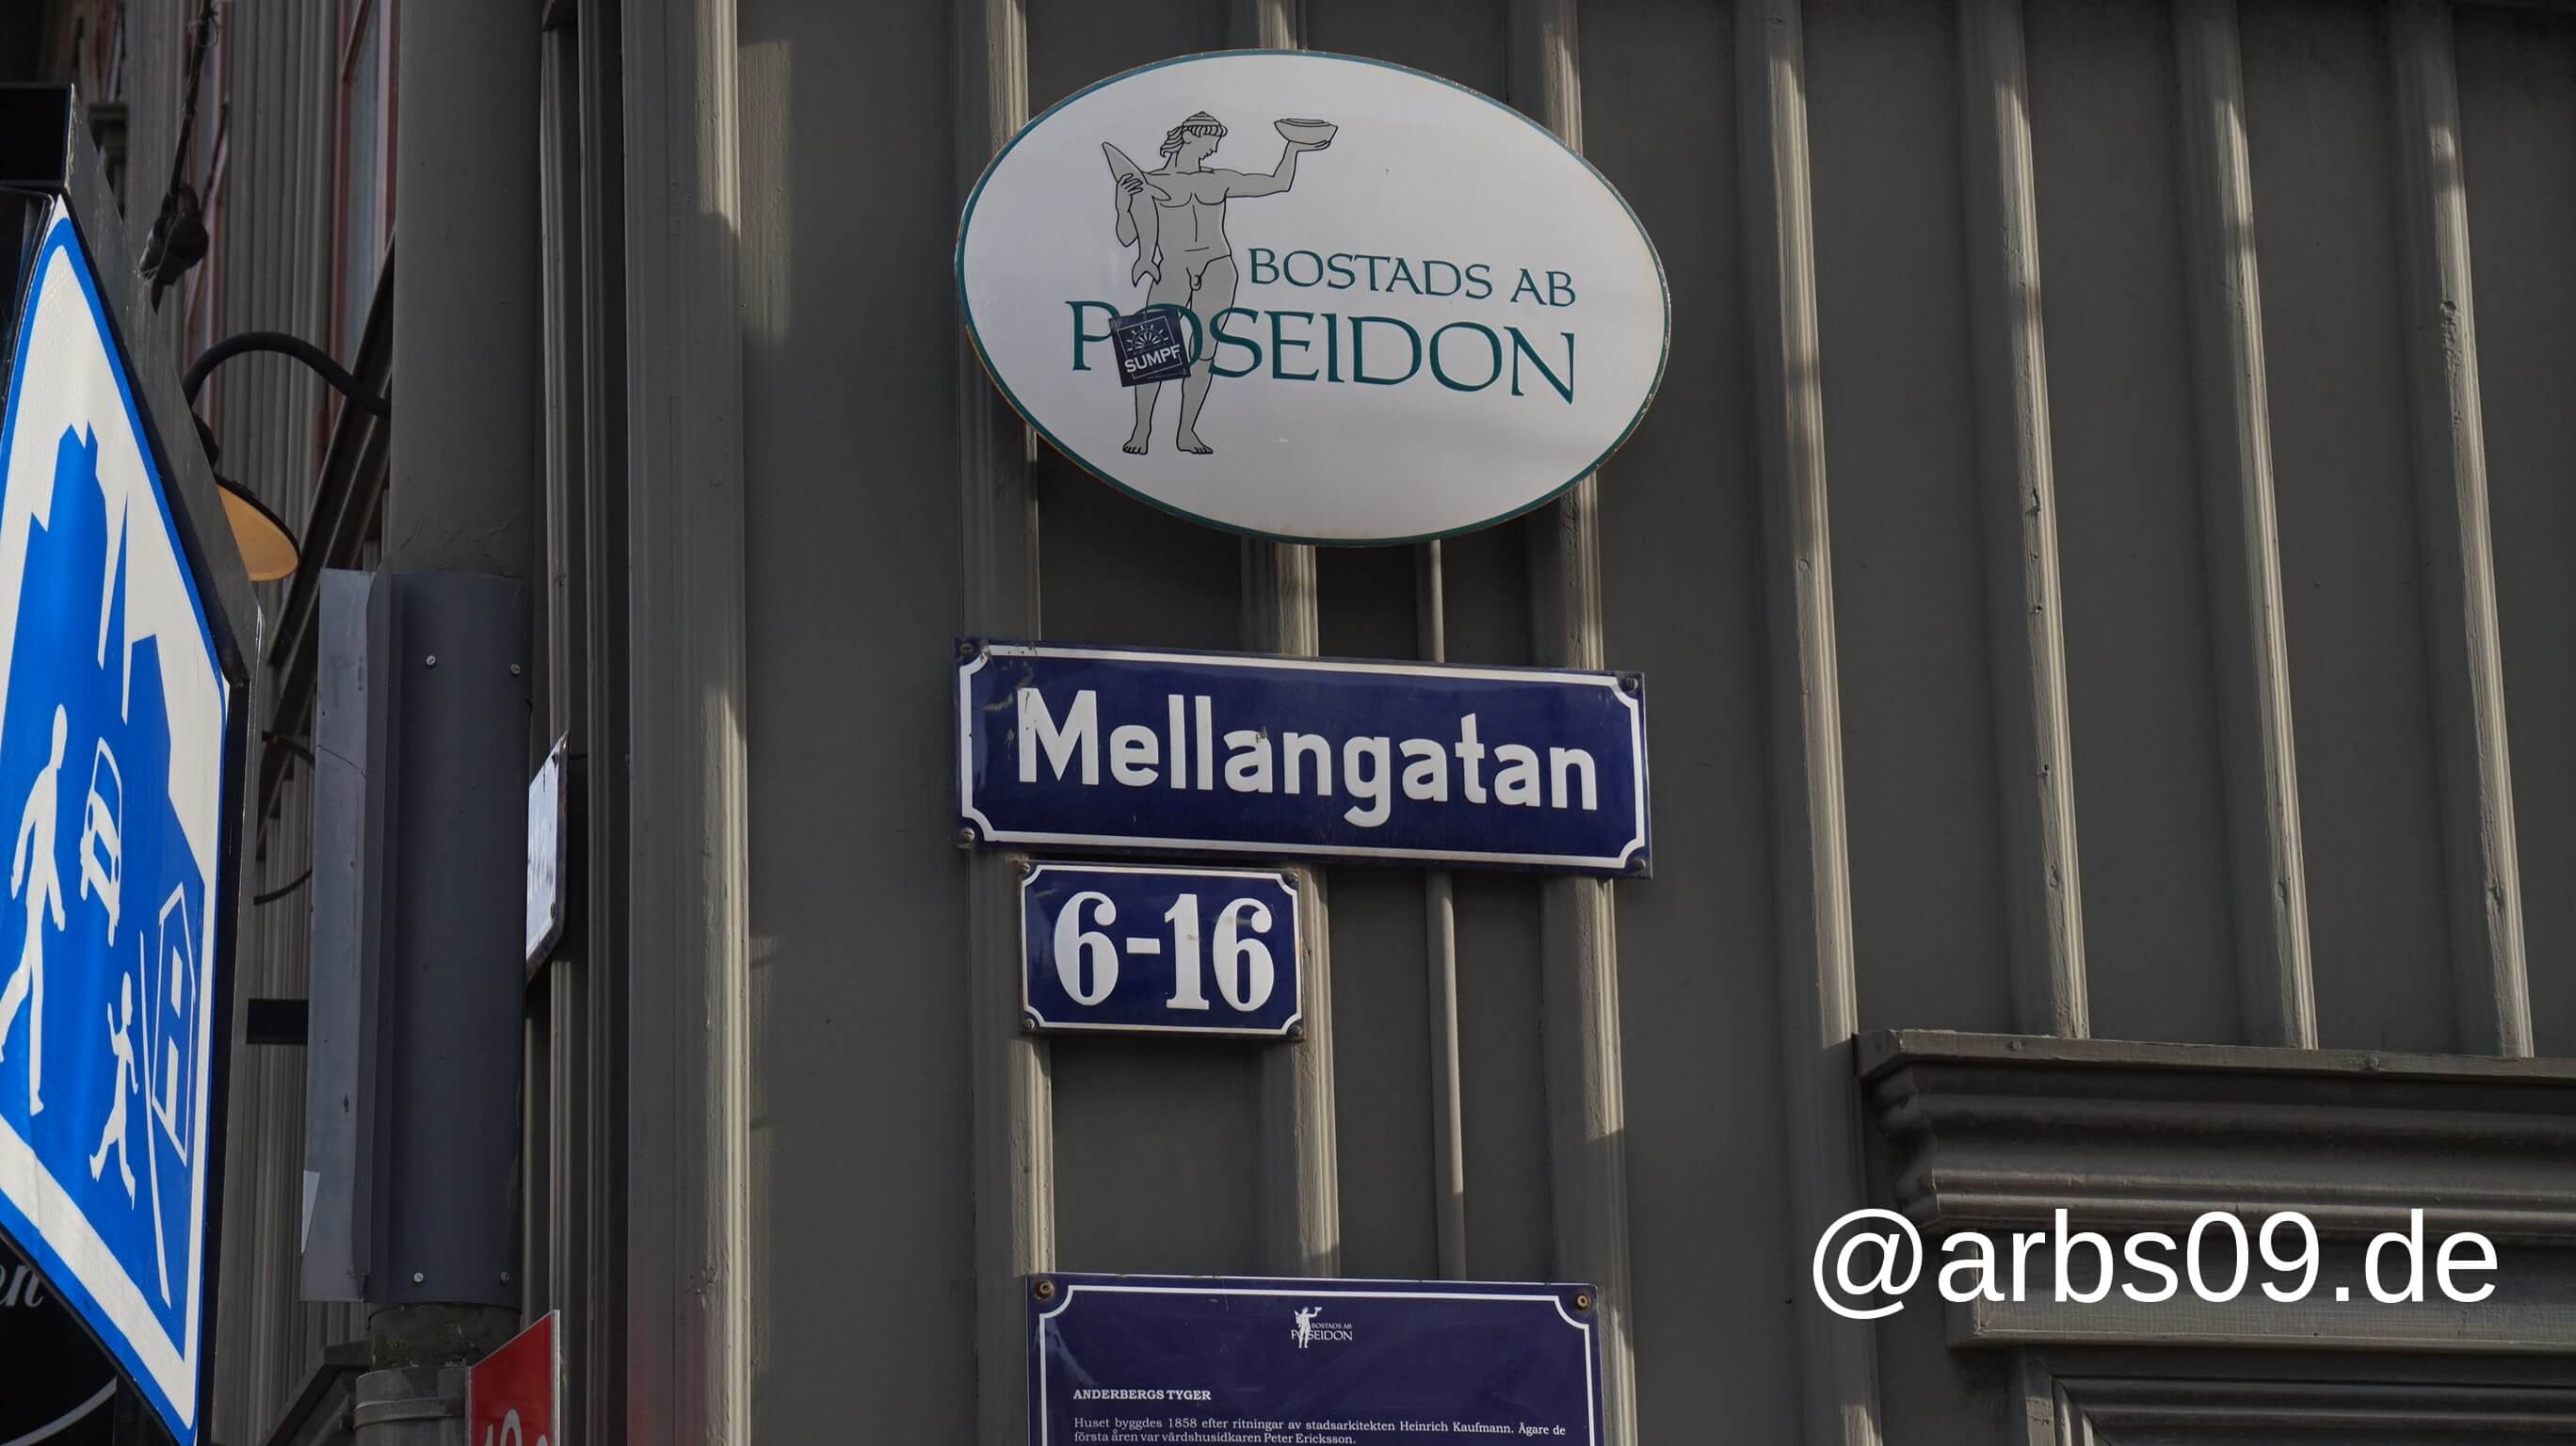 BOSTADS AB
POSEIDON
SUMPF
Mellangatan
6-16
@arbs09.de
BOSTADS AB
POSEIDON
ANDERBERGS TYGER
Huset byggdes 1858 efter ritningar av stadsarkitekten Heinrich Kaufmann. Ägare de
första åren var värdshusidkaren Peter Ericksson.